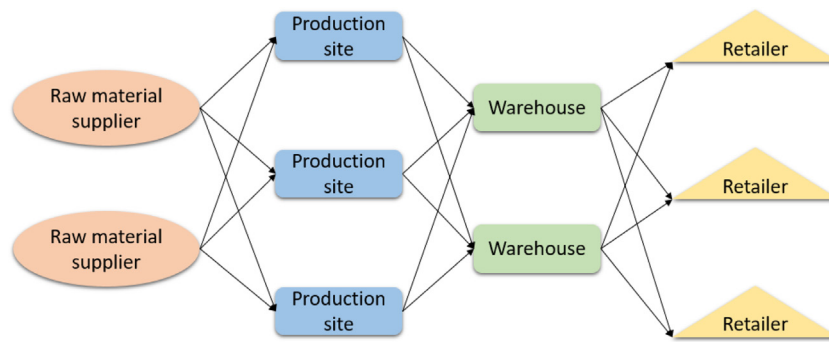 Raw material
supplier
Raw material
supplier
Production
site
Production
site
Production
site
Warehouse
Warehouse
Retailer
Retailer
Retailer